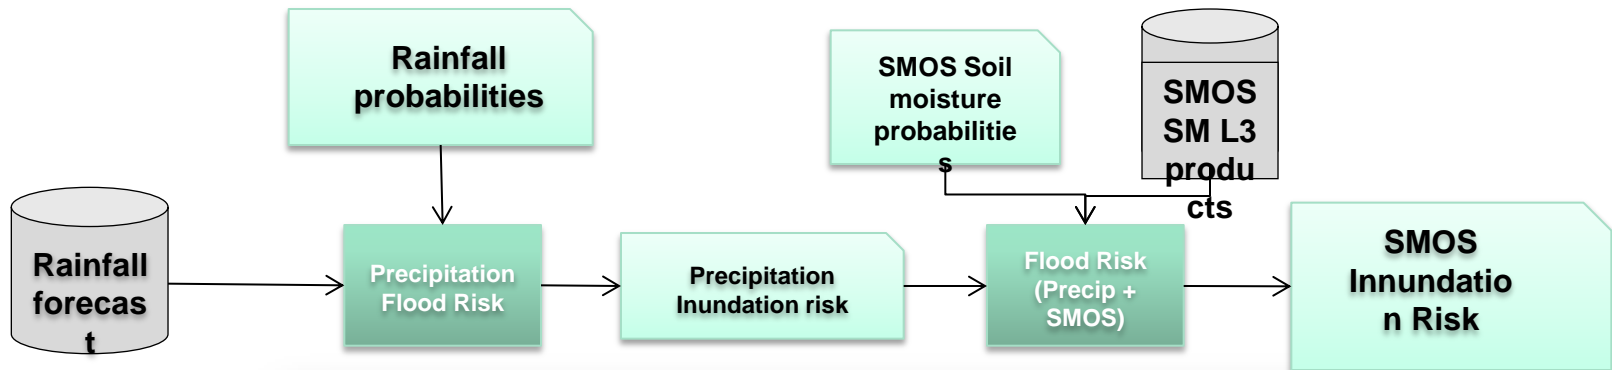 Rainfall
probabilities
SMOS Soil
moisture
probabilitie
s
SMOS
SM L3
produ
cts
Rainfall
forecas
t
Precipitation
Flood Risk
Precipitation
Inundation risk
Flood Risk
(Precip +
SMOS)
SMOS
Innundatio
n Risk